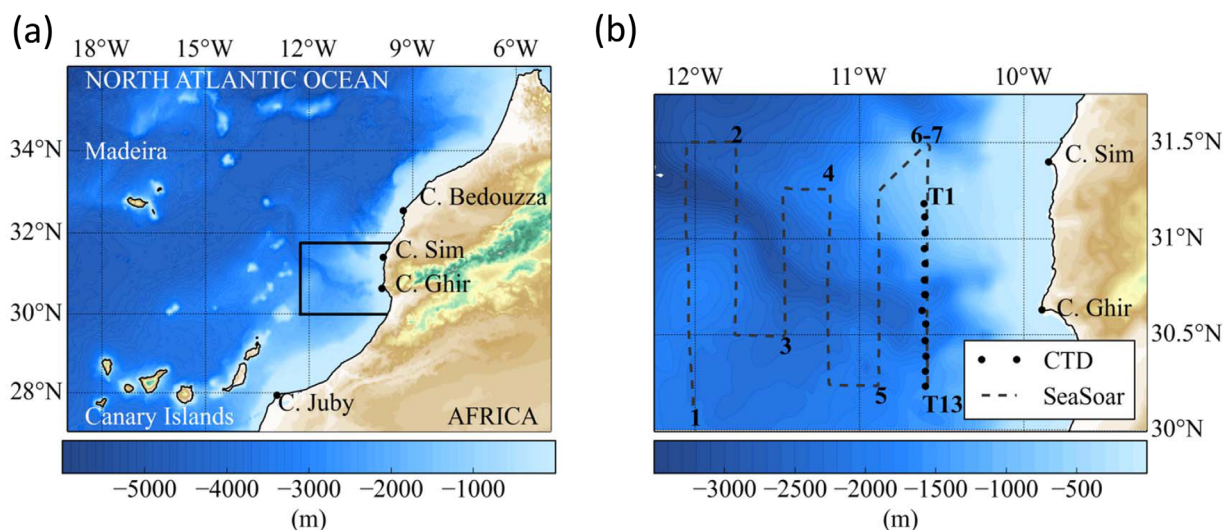 (a)
18°W 15°W 12°W 9°W 6°W
NORTH ATLANTIC OCEAN
34°N
Madeira
C. Bedouzza
32°N
C. Sim
C. Ghir
30°N
28°N
C. Juby
Canary Islands
AFRICA
−5000 −4000 −3000 −2000 −1000
(m)
(b)
12°W 11°W 10°W
2
6-7
31.5°N
C. Sim
4
T1
31°N
C. Ghir
30.5°N
3
CTD
5
SeaSoar
T13
1
30°N
−3000 −2500 −2000 −1500 −1000 −500
(m)